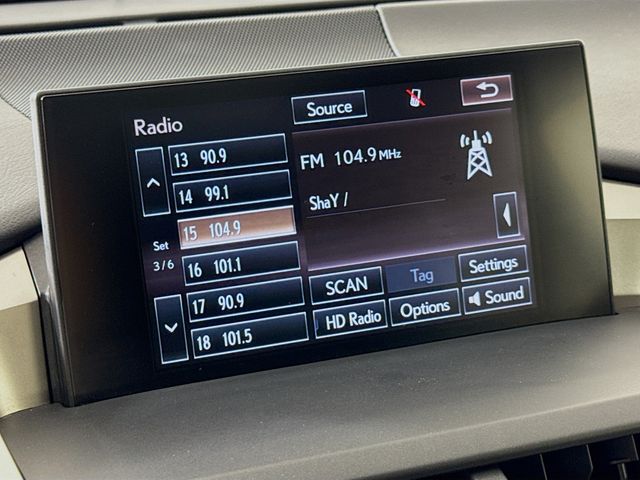 Radio
Source
13 90.9
14 99.1
15 104.9
16 101.1
17 90.9
18 101.5
Set
3/6
FM 104.9 MHz
ShaY /
SCAN
Tag
Settings
HD Radio
Options
Sound